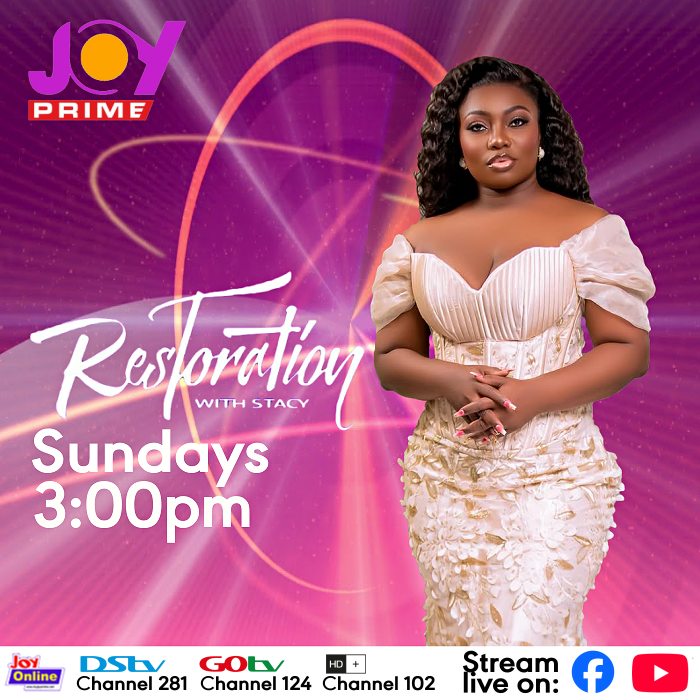 JOY
PRIME
Restoration
WITH STACY
Sundays
3:00pm
Joy
Online
DStv
Channel 281
GOtv
Channel 124
HD +
Channel 102
Stream
live on: